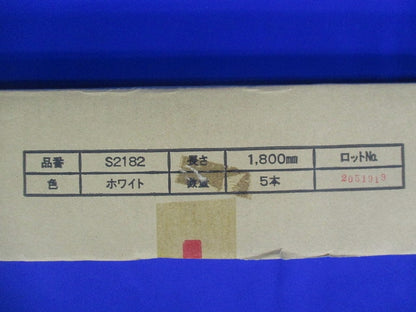 品番 S2182 長さ 1,800mm ロット№
色 ホワイト 数量 5本 2051913